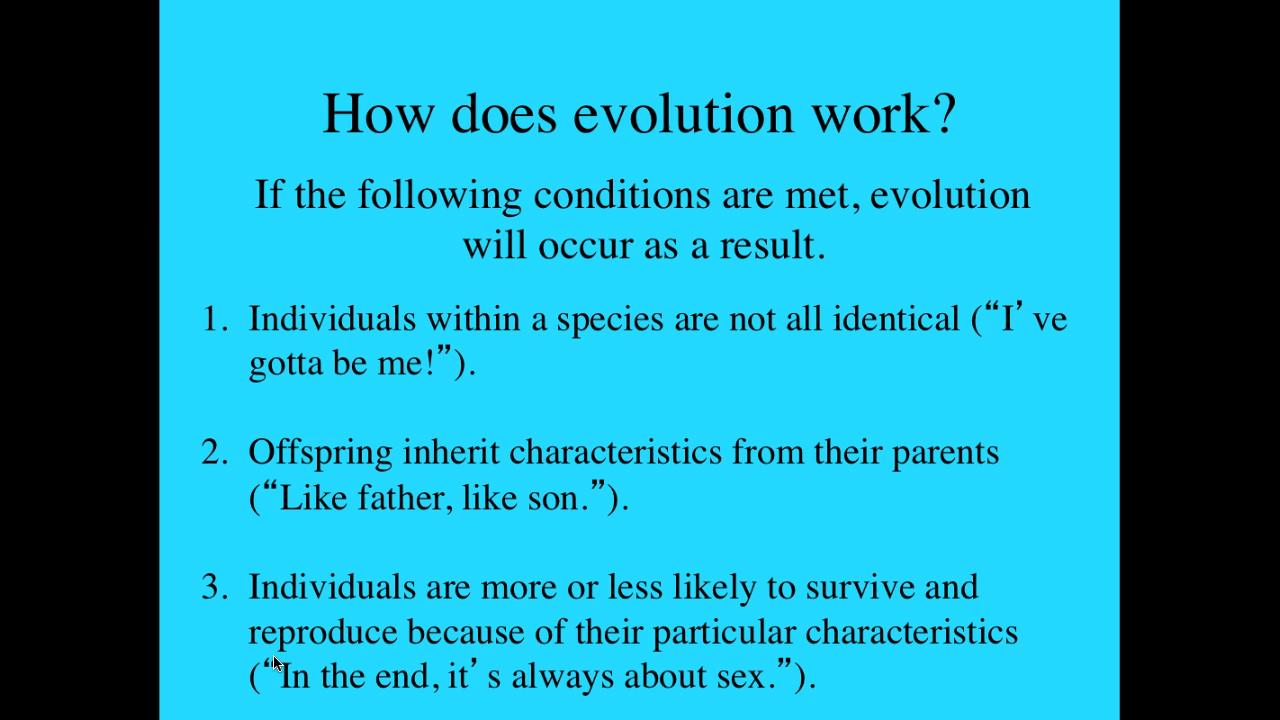 How does evolution work?
If the following conditions are met, evolution
will occur as a result.
1. Individuals within a species are not all identical (“I’ve
gotta be me!”).
2. Offspring inherit characteristics from their parents
(“Like father, like son.”).
3. Individuals are more or less likely to survive and
reproduce because of their particular characteristics
(“In the end, it’s always about sex.”).